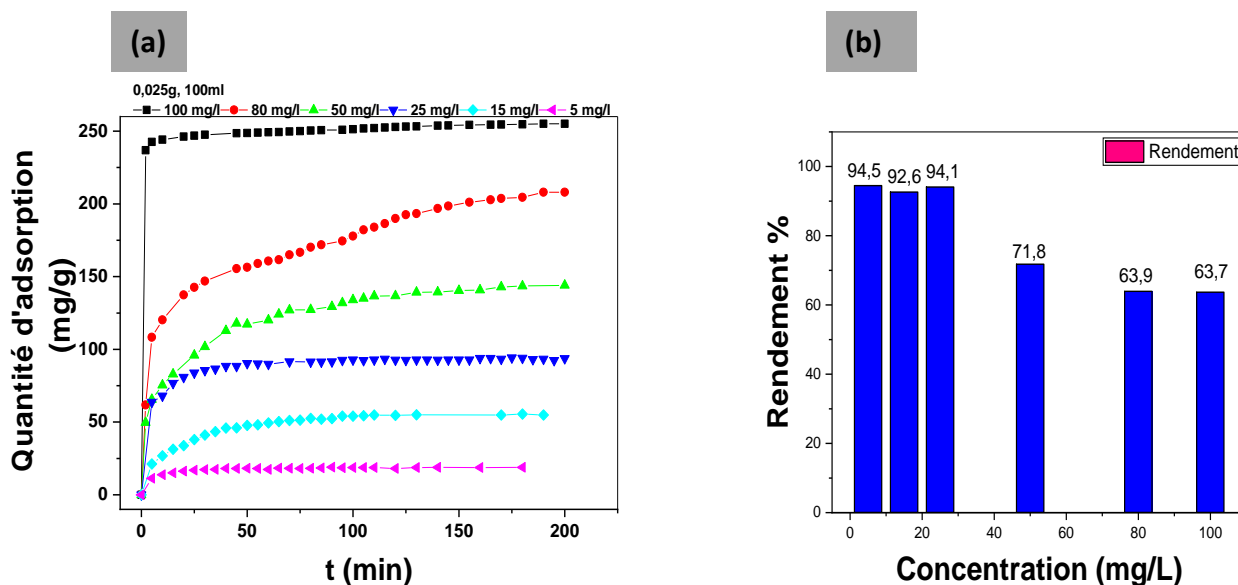 (a)
0,025g, 100ml
100 mg/l 80 mg/l 50 mg/l 25 mg/l 15 mg/l 5 mg/l
250
200
150
100
50
0
0 50 100 150 200
Quantité d'adsorption
(mg/g)
t (min)
(b)
Rendement
100
80
60
40
20
0
94,5 92,6 94,1 71,8 63,9 63,7
0 20 40 60 80 100
Rendement %
Concentration (mg/L)